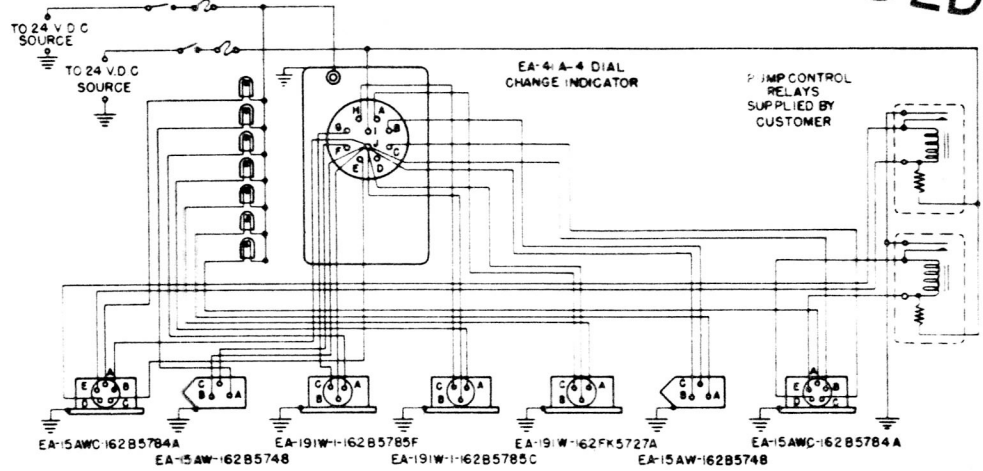 TO 24 V D C
SOURCE
TO 24 V.D.C
SOURCE
EA-41A-4 DIAL
CHANGE INDICATOR
PUMP CONTROL
RELAYS
SUPPLIED BY
CUSTOMER
H A
G I B
F J C
E D
A
E B
D C
C
B A
C A
B
C A
B
C A
B
C
B A
A
E B
D C
EA-15AWC-162B5784A
EA-15AW-162B5748
EA-191W-1-162B5785F
EA-191W-1-162B5785C
EA-191W-162FK5727A
EA-15AW-162B5748
EA-15AWC-162B5784A